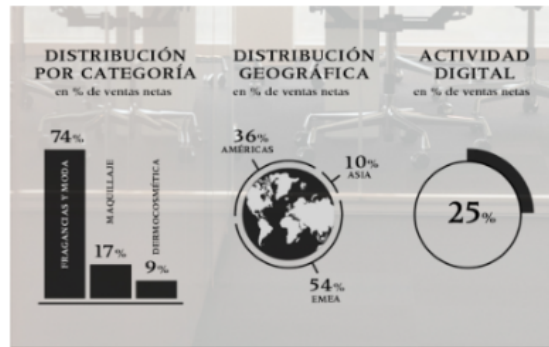 DISTRIBUCIÓN
POR CATEGORÍA
en % de ventas netas
74%
FRAGANCIAS Y MODA
17%
MAQUILLAJE
9%
DERMOCOSMÉTICA
DISTRIBUCIÓN
GEOGRÁFICA
en % de ventas netas
36%
AMÉRICAS
10%
ASIA
54%
EMEA
ACTIVIDAD
DIGITAL
en % de ventas netas
25%